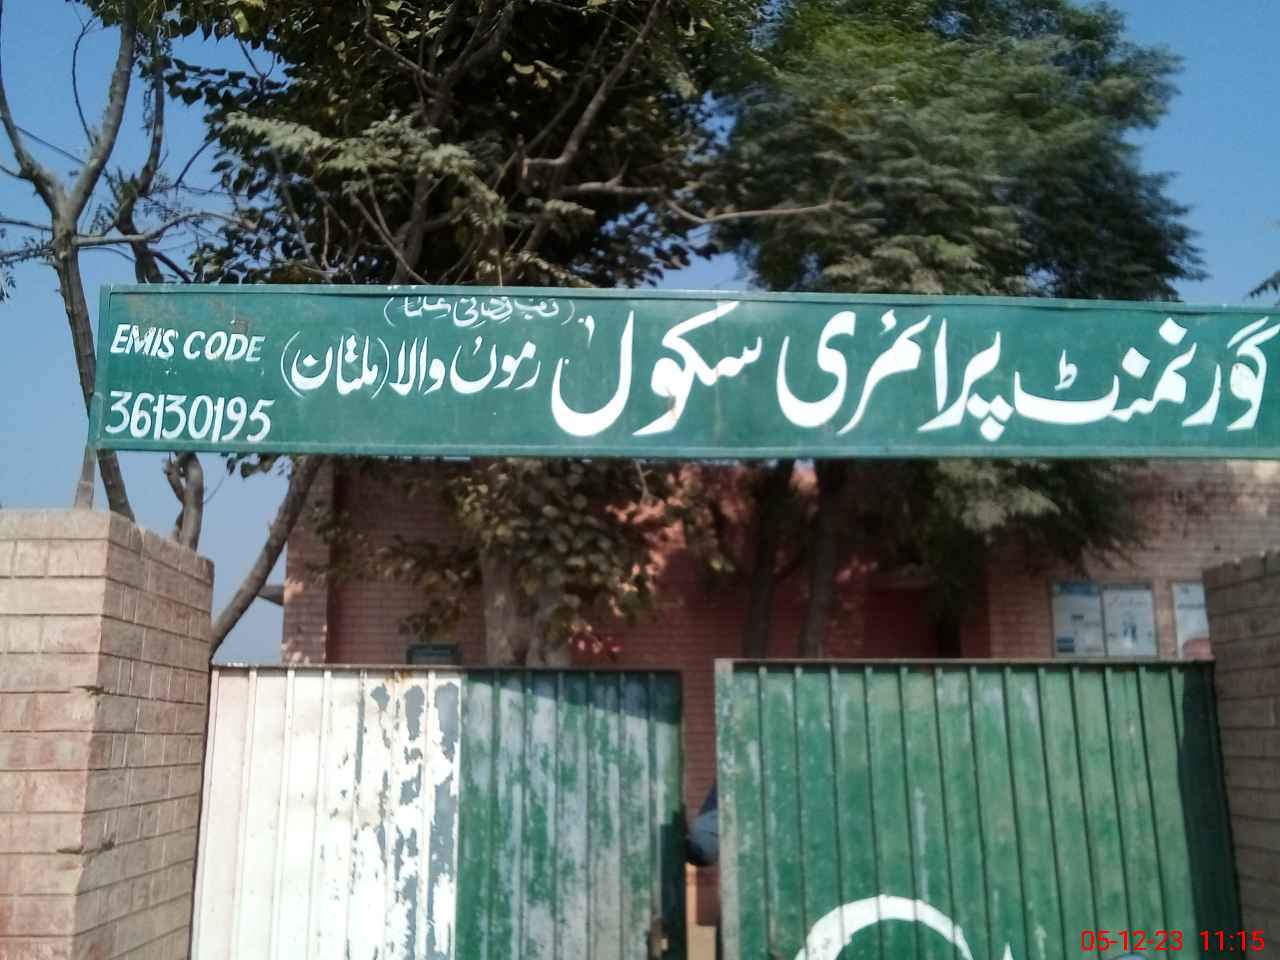 گورنمنٹ پرائمری سکول رموں والا (ملتان)
EMIS CODE
36130195
05-12-23 11:15